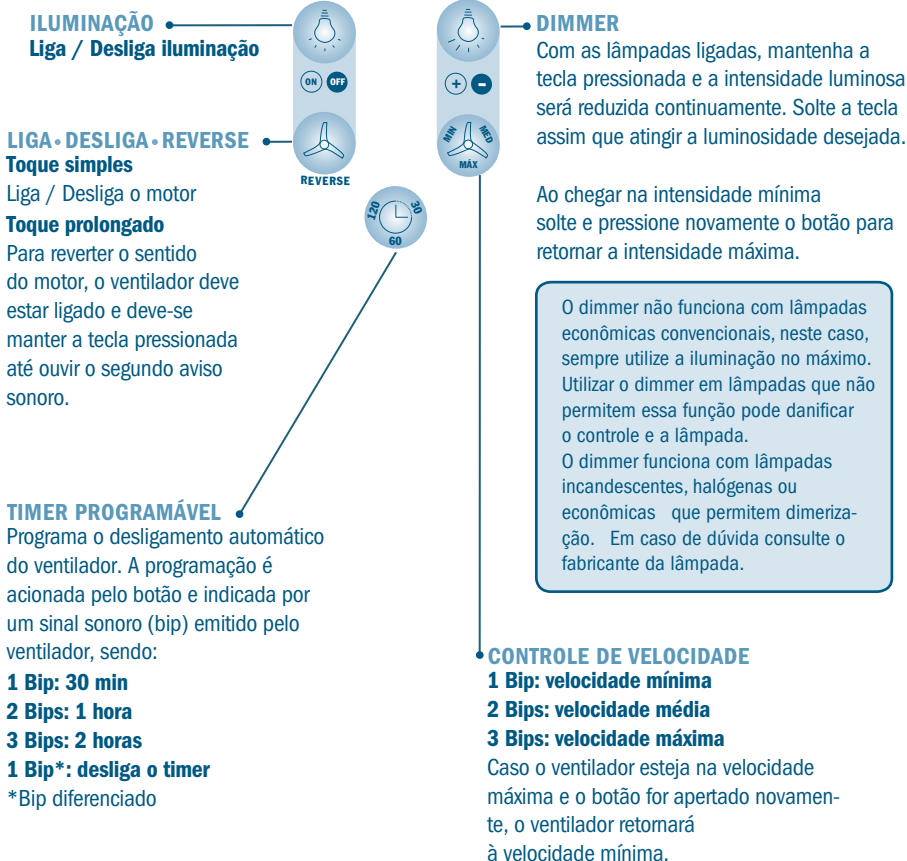 ILUMINAÇÃO
Liga / Desliga iluminação
ON OFF
LIGA•DESLIGA•REVERSE
Toque simples
Liga / Desliga o motor
Toque prolongado
Para reverter o sentido
do motor, o ventilador deve
estar ligado e deve-se
manter a tecla pressionada
até ouvir o segundo aviso
sonoro.
REVERSE
120 30
60
TIMER PROGRAMÁVEL
Programa o desligamento automático
do ventilador. A programação é
acionada pelo botão e indicada por
um sinal sonoro (bip) emitido pelo
ventilador, sendo:
1 Bip: 30 min
2 Bips: 1 hora
3 Bips: 2 horas
1 Bip*: desliga o timer
*Bip diferenciado
+ -
MIN MED
MÁX
DIMMER
Com as lâmpadas ligadas, mantenha a
tecla pressionada e a intensidade luminosa
será reduzida continuamente. Solte a tecla
assim que atingir a luminosidade desejada.
Ao chegar na intensidade mínima
solte e pressione novamente o botão para
retornar a intensidade máxima.
O dimmer não funciona com lâmpadas
econômicas convencionais, neste caso,
sempre utilize a iluminação no máximo.
Utilizar o dimmer em lâmpadas que não
permitem essa função pode danificar
o controle e a lâmpada.
O dimmer funciona com lâmpadas
incandescentes, halógenas ou
econômicas que permitem dimeriza-
ção. Em caso de dúvida consulte o
fabricante da lâmpada.
CONTROLE DE VELOCIDADE
1 Bip: velocidade mínima
2 Bips: velocidade média
3 Bips: velocidade máxima
Caso o ventilador esteja na velocidade
máxima e o botão for apertado novamen-
te, o ventilador retornará
à velocidade mínima.